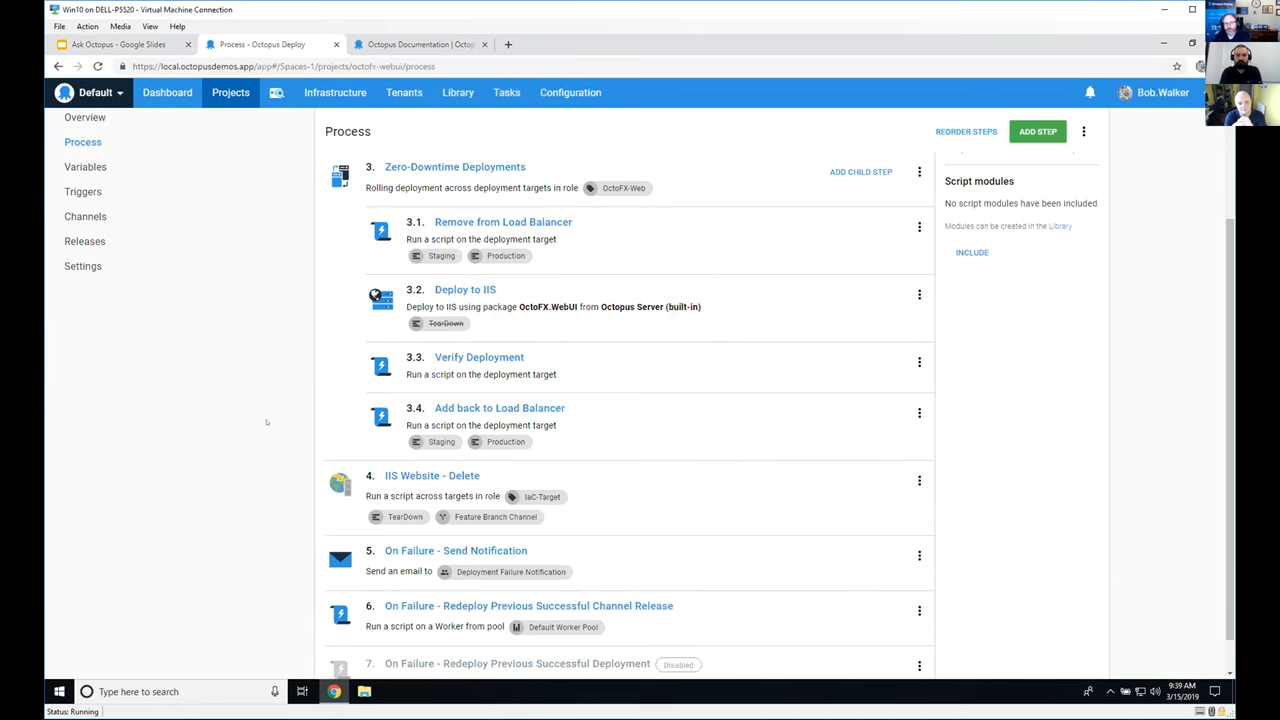 Win10 on DELL-P5520 - Virtual Machine Connection
File Action Media View Help
Ask Octopus - Google Slides
Process - Octopus Deploy
Octopus Documentation | Octop
https://local.octopusdemos.app/app#/Spaces-1/projects/octofx-webui/process
Default Dashboard Projects Infrastructure Tenants Library Tasks Configuration Bob.Walker
Overview
Process
Variables
Triggers
Channels
Releases
Settings
Process
REORDER STEPS ADD STEP
3. Zero-Downtime Deployments
ADD CHILD STEP
Rolling deployment across deployment targets in role OctoFX-Web
3.1. Remove from Load Balancer
Run a script on the deployment target
Staging Production
3.2. Deploy to IIS
Deploy to IIS using package OctoFX.WebUI from Octopus Server (built-in)
TearDown
3.3. Verify Deployment
Run a script on the deployment target
3.4. Add back to Load Balancer
Run a script on the deployment target
Staging Production
4. IIS Website - Delete
Run a script across targets in role IaC-Target
TearDown Feature Branch Channel
5. On Failure - Send Notification
Send an email to Deployment Failure Notification
6. On Failure - Redeploy Previous Successful Channel Release
Run a script on a Worker from pool Default Worker Pool
7. On Failure - Redeploy Previous Successful Deployment Disabled
Script modules
No script modules have been included
Modules can be created in the Library
INCLUDE
Type here to search
9:39 AM
3/15/2019
Status: Running